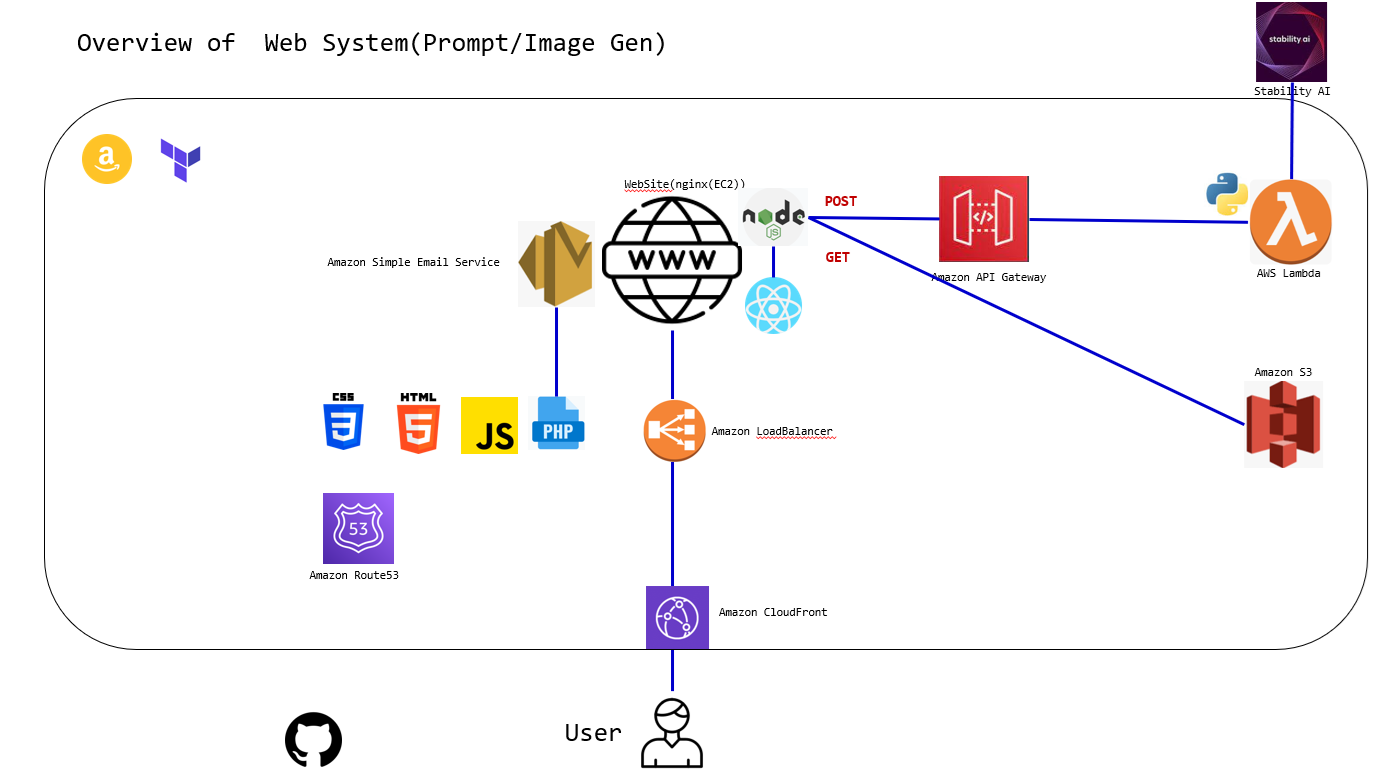 Overview of  Web System(Prompt/Image Gen)
stability ai
Stability AI
a
WebSite(nginx(EC2))
node
JS
POST
WWW
GET
Amazon Simple Email Service
Amazon API Gateway
AWS Lambda
Amazon S3
CSS
3
HTML
5
JS
PHP
Amazon LoadBalancer
53
Amazon Route53
Amazon CloudFront
User